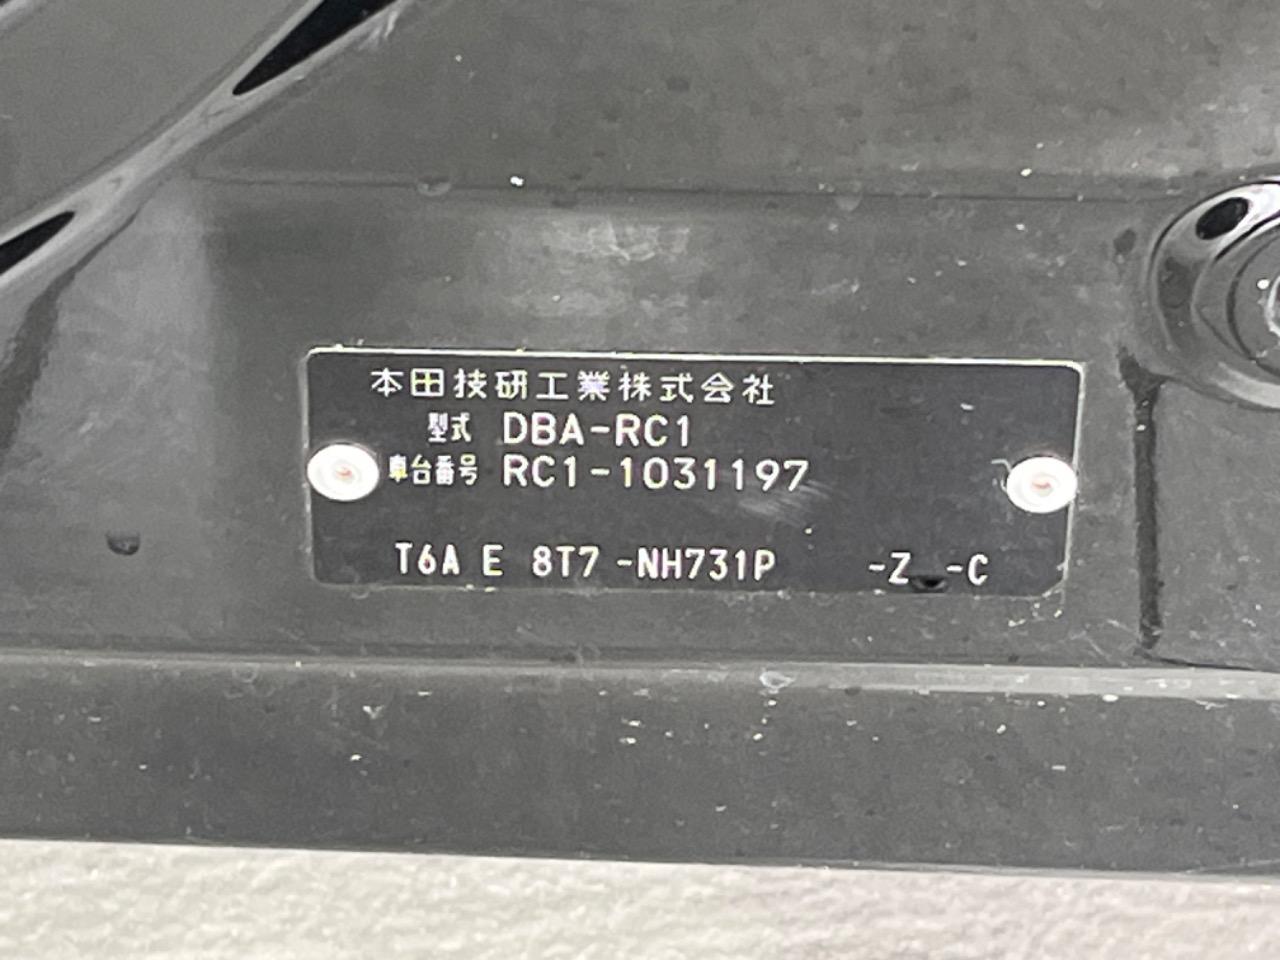 本田技研工業株式会社
型式 DBA-RC1
車台番号 RC1-1031197
T6A E 8T7 -NH731P -Z -C